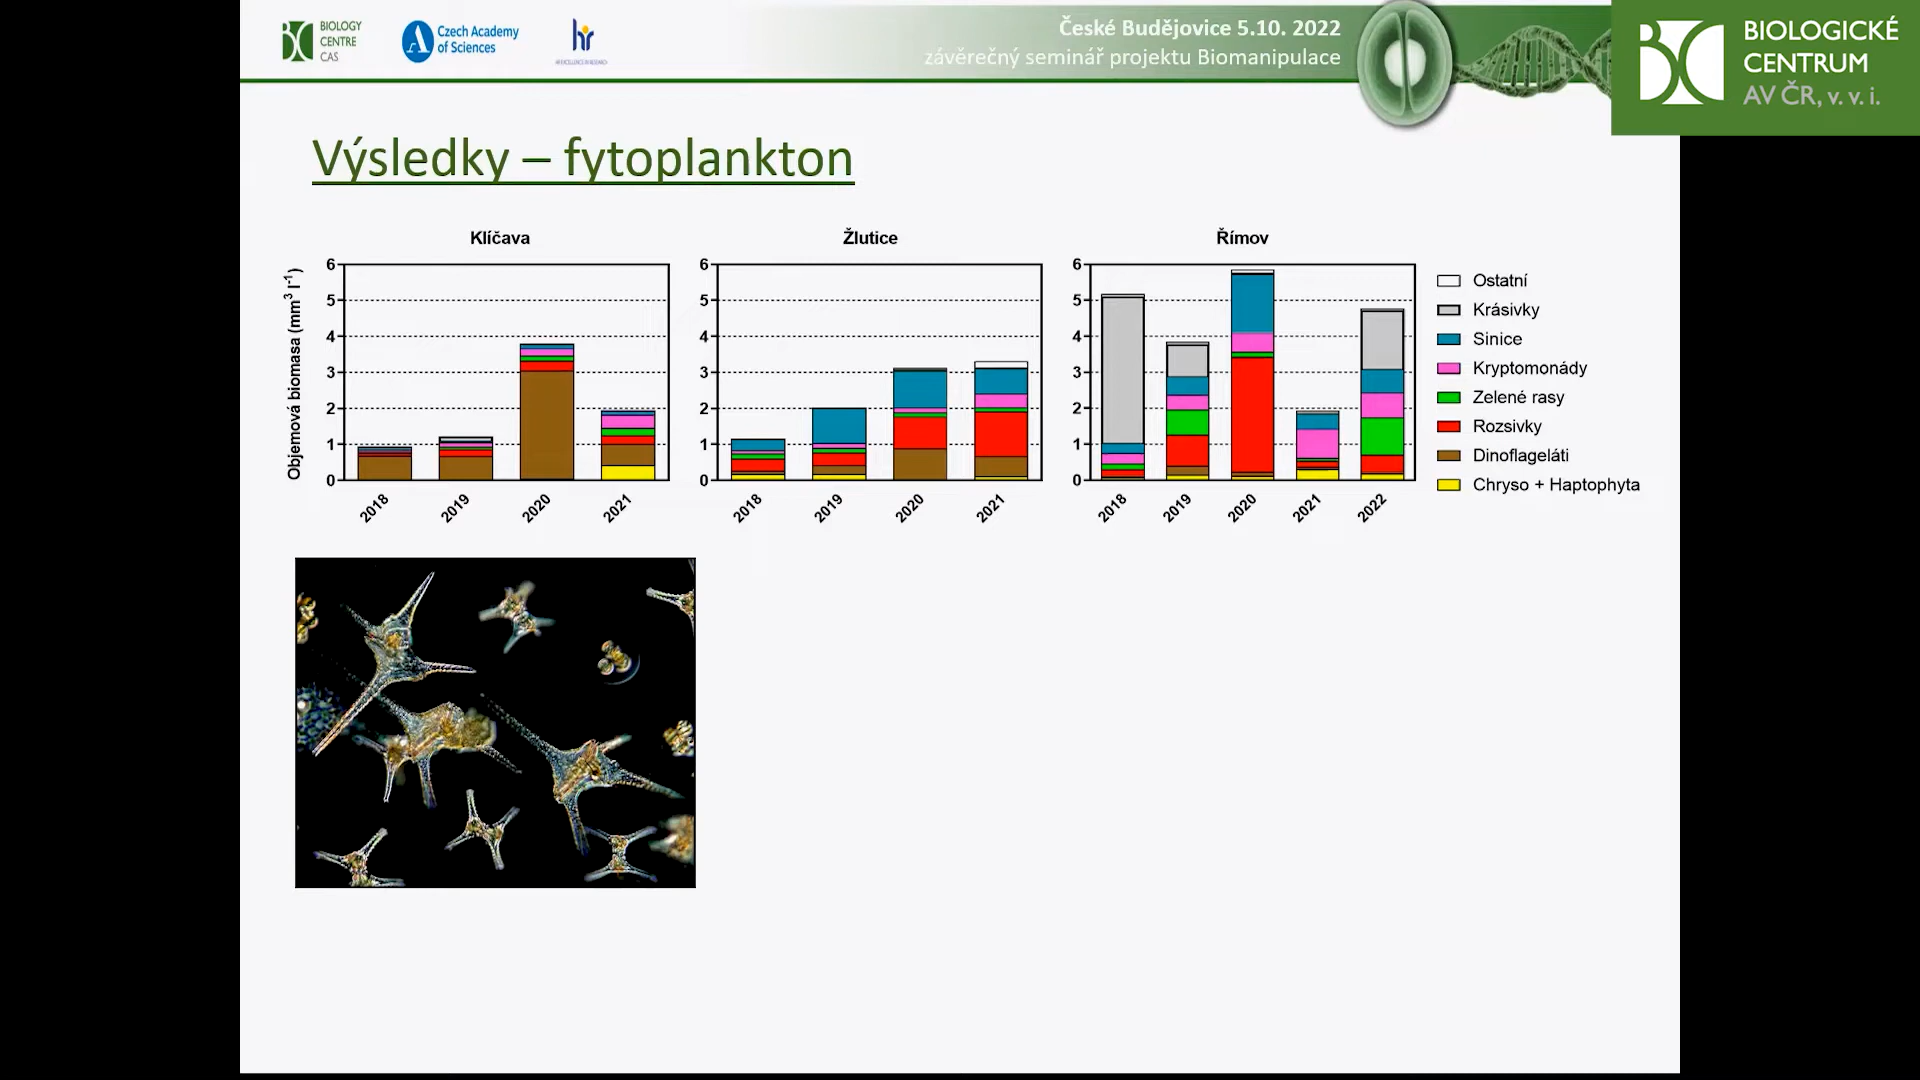 BIOLOGY
CENTRE
CAS
Czech Academy
of Sciences
hr
České Budějovice 5.10. 2022
závěrečný seminář projektu Biomanipulace
BIOLOGICKÉ
CENTRUM
AV ČR, v. v. i.
Výsledky – fytoplankton
Klíčava
Objemová biomasa (mm³ l⁻¹)
6
5
4
3
2
1
0
2018
2019
2020
2021
Žlutice
6
5
4
3
2
1
0
2018
2019
2020
2021
Římov
6
5
4
3
2
1
0
2018
2019
2020
2021
2022
Ostatní
Krásivky
Sinice
Kryptomonády
Zelené rasy
Rozsivky
Dinoflageláti
Chryso + Haptophyta